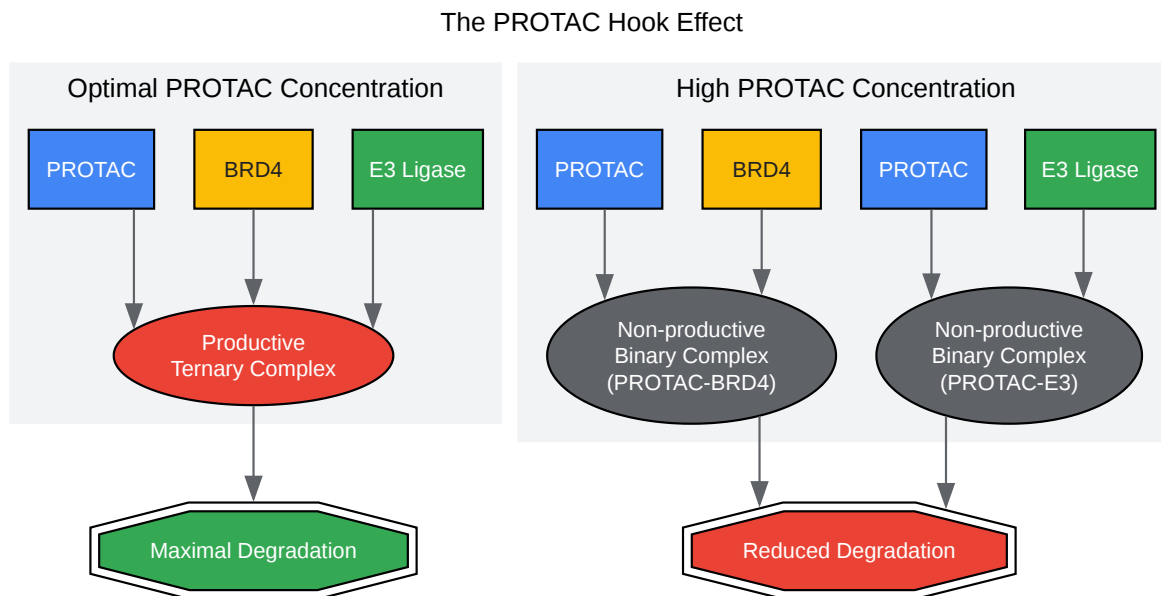 The PROTAC Hook Effect
Optimal PROTAC Concentration
PROTAC
BRD4
E3 Ligase
Productive
Ternary Complex
Maximal Degradation
High PROTAC Concentration
PROTAC
BRD4
PROTAC
E3 Ligase
Non-productive
Binary Complex
(PROTAC-BRD4)
Non-productive
Binary Complex
(PROTAC-E3)
Reduced Degradation